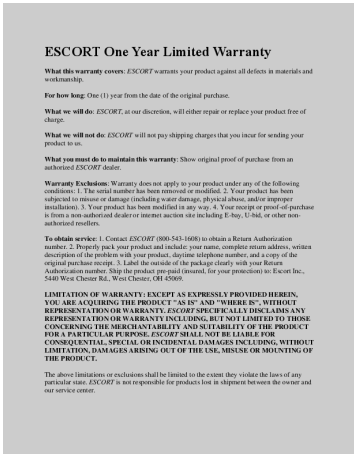 ESCORT One Year Limited Warranty
What this warranty covers: ESCORT warrants your product against all defects in materials and
workmanship.
For how long: One (1) year from the date of the original purchase.
What we will do: ESCORT, at our discretion, will either repair or replace your product free of
charge.
What we will not do: ESCORT will not pay shipping charges that you incur for sending your
product to us.
What you must do to maintain this warranty: Show original proof of purchase from an
authorized ESCORT dealer.
Warranty Exclusions: Warranty does not apply to your product under any of the following
conditions: 1. The serial number has been removed or modified. 2. Your product has been
subjected to misuse or damage (including water damage, physical abuse, and/or improper
installation). 3. Your product has been modified in any way. 4. Your receipt or proof-of-purchase
is from a non-authorized dealer or internet auction site including E-bay, U-bid, or other non-
authorized resellers.
To obtain service: 1. Contact ESCORT (800-543-1608) to obtain a Return Authorization
number. 2. Properly pack your product and include: your name, complete return address, written
description of the problem with your product, daytime telephone number, and a copy of the
original purchase receipt. 3. Label the outside of the package clearly with your Return
Authorization number. Ship the product pre-paid (insured, for your protection) to: Escort Inc.,
5440 West Chester Rd., West Chester, OH 45069.
LIMITATION OF WARRANTY: EXCEPT AS EXPRESSLY PROVIDED HEREIN,
YOU ARE ACQUIRING THE PRODUCT "AS IS" AND "WHERE IS", WITHOUT
REPRESENTATION OR WARRANTY. ESCORT SPECIFICALLY DISCLAIMS ANY
REPRESENTATION OR WARRANTY INCLUDING, BUT NOT LIMITED TO THOSE
CONCERNING THE MERCHANTABILITY AND SUITABILITY OF THE PRODUCT
FOR A PARTICULAR PURPOSE. ESCORT SHALL NOT BE LIABLE FOR
CONSEQUENTIAL, SPECIAL OR INCIDENTAL DAMAGES INCLUDING, WITHOUT
LIMITATION, DAMAGES ARISING OUT OF THE USE, MISUSE OR MOUNTING OF
THE PRODUCT.
The above limitations or exclusions shall be limited to the extent they violate the laws of any
particular state. ESCORT is not responsible for products lost in shipment between the owner and
our service center.